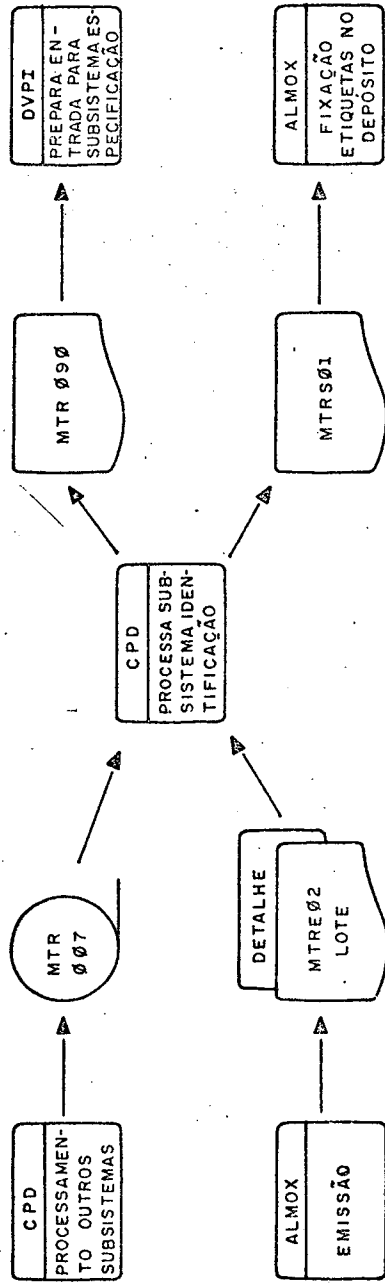 CPD
PROCESSAMEN-
TO OUTROS
SUBSISTEMAS
MTR
Ø07
CPD
PROCESSA SUB-
SISTEMA IDEN-
TIFICAÇÃO
MTR Ø9Ø
DVPI
PREPARA EN-
TRADA PARA
SUBSISTEMA ES-
PECIFICAÇÃO
ALMOX
EMISSÃO
DETALHE
MTREØ2
LOTE
MTRSØ1
ALMOX
FIXAÇÃO
ETIQUETAS NO
DEPÓSITO